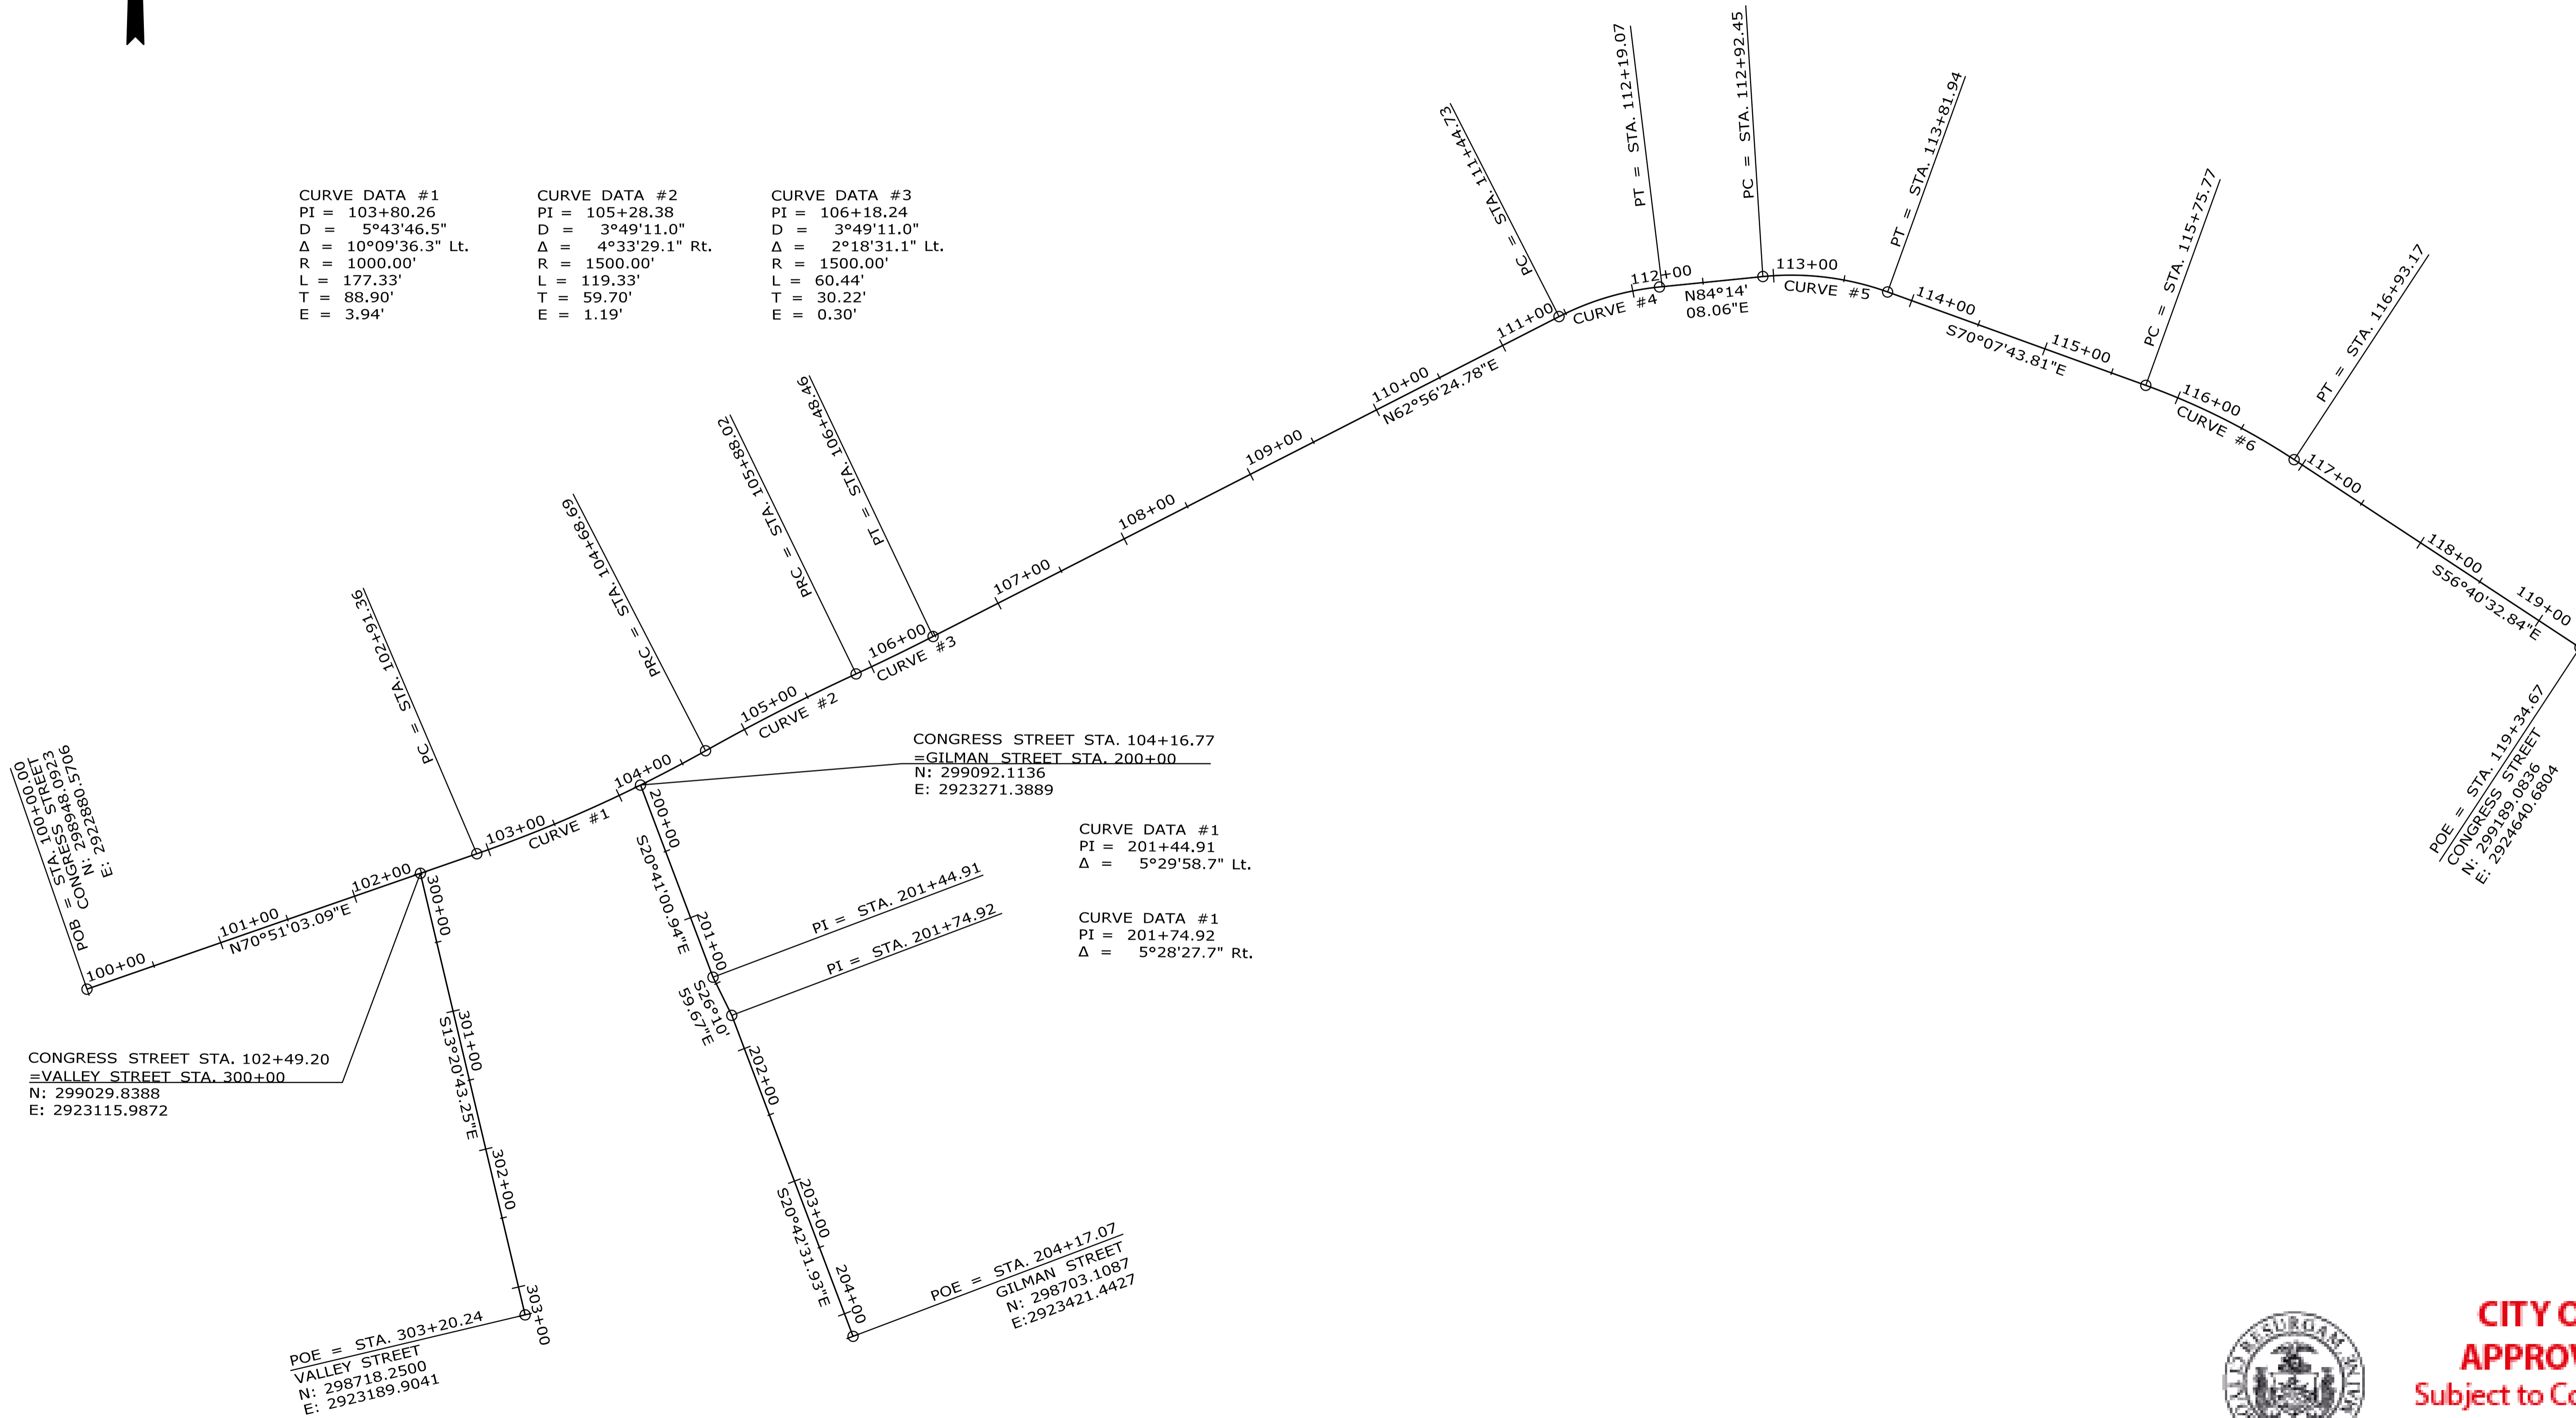 CURVE DATA #1
PI = 103+80.26
D = 5°43'46.5"
Δ = 10°09'36.3" Lt.
R = 1000.00'
L = 177.33'
T = 88.90'
E = 3.94'
CURVE DATA #2
PI = 105+28.38
D = 3°49'11.0"
Δ = 4°33'29.1" Rt.
R = 1500.00'
L = 119.33'
T = 59.70'
E = 1.19'
CURVE DATA #3
PI = 106+18.24
D = 3°49'11.0"
Δ = 2°18'31.1" Lt.
R = 1500.00'
L = 60.44'
T = 30.22'
E = 0.30'
POB = STA. 100+00.00
CONGRESS STREET
N: 298948.0923
E: 2922880.5706
100+00
101+00
N70°51'03.09"E
102+00
PC = STA. 102+91.36
103+00
CURVE #1
104+00
PRC = STA. 104+68.69
105+00
CURVE #2
PRC = STA. 105+88.02
106+00
CURVE #3
PT = STA. 106+48.46
107+00
108+00
109+00
110+00
N62°56'24.78"E
111+00
PC = STA. 111+44.73
CURVE #4
112+00
PT = STA. 112+19.07
N84°14'
08.06"E
PC = STA. 112+92.45
113+00
CURVE #5
PT = STA. 113+81.94
114+00
S70°07'43.81"E
115+00
PC = STA. 115+75.77
116+00
CURVE #6
PT = STA. 116+93.17
117+00
118+00
S56°40'32.84"E
119+00
POE = STA. 119+34.67
CONGRESS STREET
N: 299189.0836
E: 2924640.6804
CONGRESS STREET STA. 104+16.77
=GILMAN STREET STA. 200+00
N: 299092.1136
E: 2923271.3889
CURVE DATA #1
PI = 201+44.91
Δ = 5°29'58.7" Lt.
CURVE DATA #1
PI = 201+74.92
Δ = 5°28'27.7" Rt.
200+00
S20°41'00.94"E
201+00
PI = STA. 201+44.91
PI = STA. 201+74.92
S26°10'
59.67"E
202+00
203+00
S20°42'31.93"E
204+00
POE = STA. 204+17.07
GILMAN STREET
N: 298703.1087
E:2923421.4427
CONGRESS STREET STA. 102+49.20
=VALLEY STREET STA. 300+00
N: 299029.8388
E: 2923115.9872
300+00
301+00
S13°20'43.25"E
302+00
303+00
POE = STA. 303+20.24
VALLEY STREET
N: 298718.2500
E: 2923189.9041
RESURGAM
CITY O
APPROV
Subject to Co